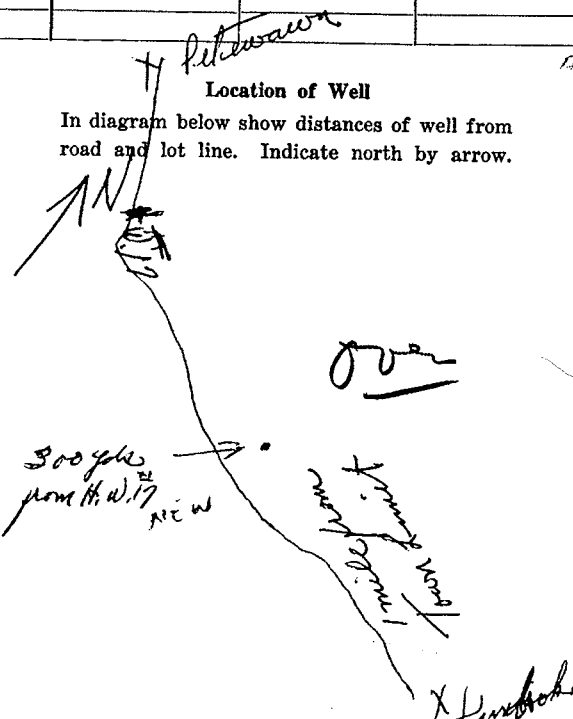 Petewawa
Location of Well
In diagram below show distances of well from
road and lot line. Indicate north by arrow.
N
over
300 yds
from H.W. 17
NEW
1 mile from
Town Limit
Pembroke